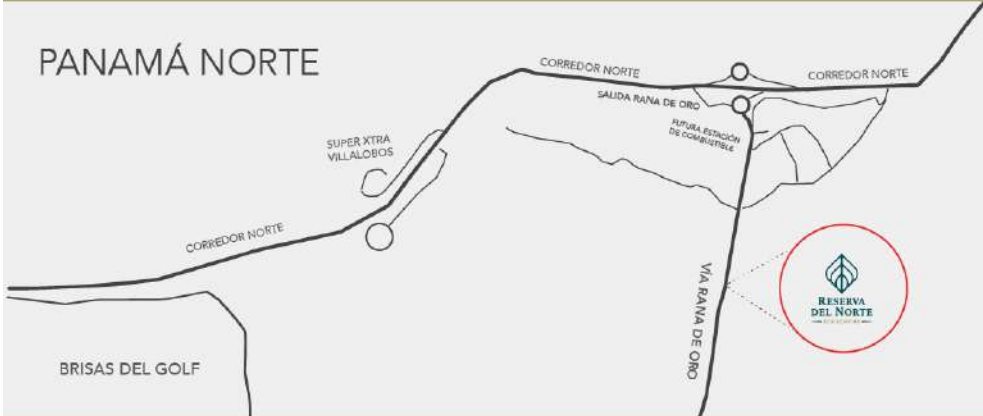 PANAMÁ NORTE
CORREDOR NORTE
CORREDOR NORTE
SALIDA RANA DE ORO
FUTURA ESTACIÓN
DE COMBUSTIBLE
SUPER XTRA
VILLALOBOS
CORREDOR NORTE
VÍA RANA DE ORO
RESERVA
DEL NORTE
BRISAS DEL GOLF